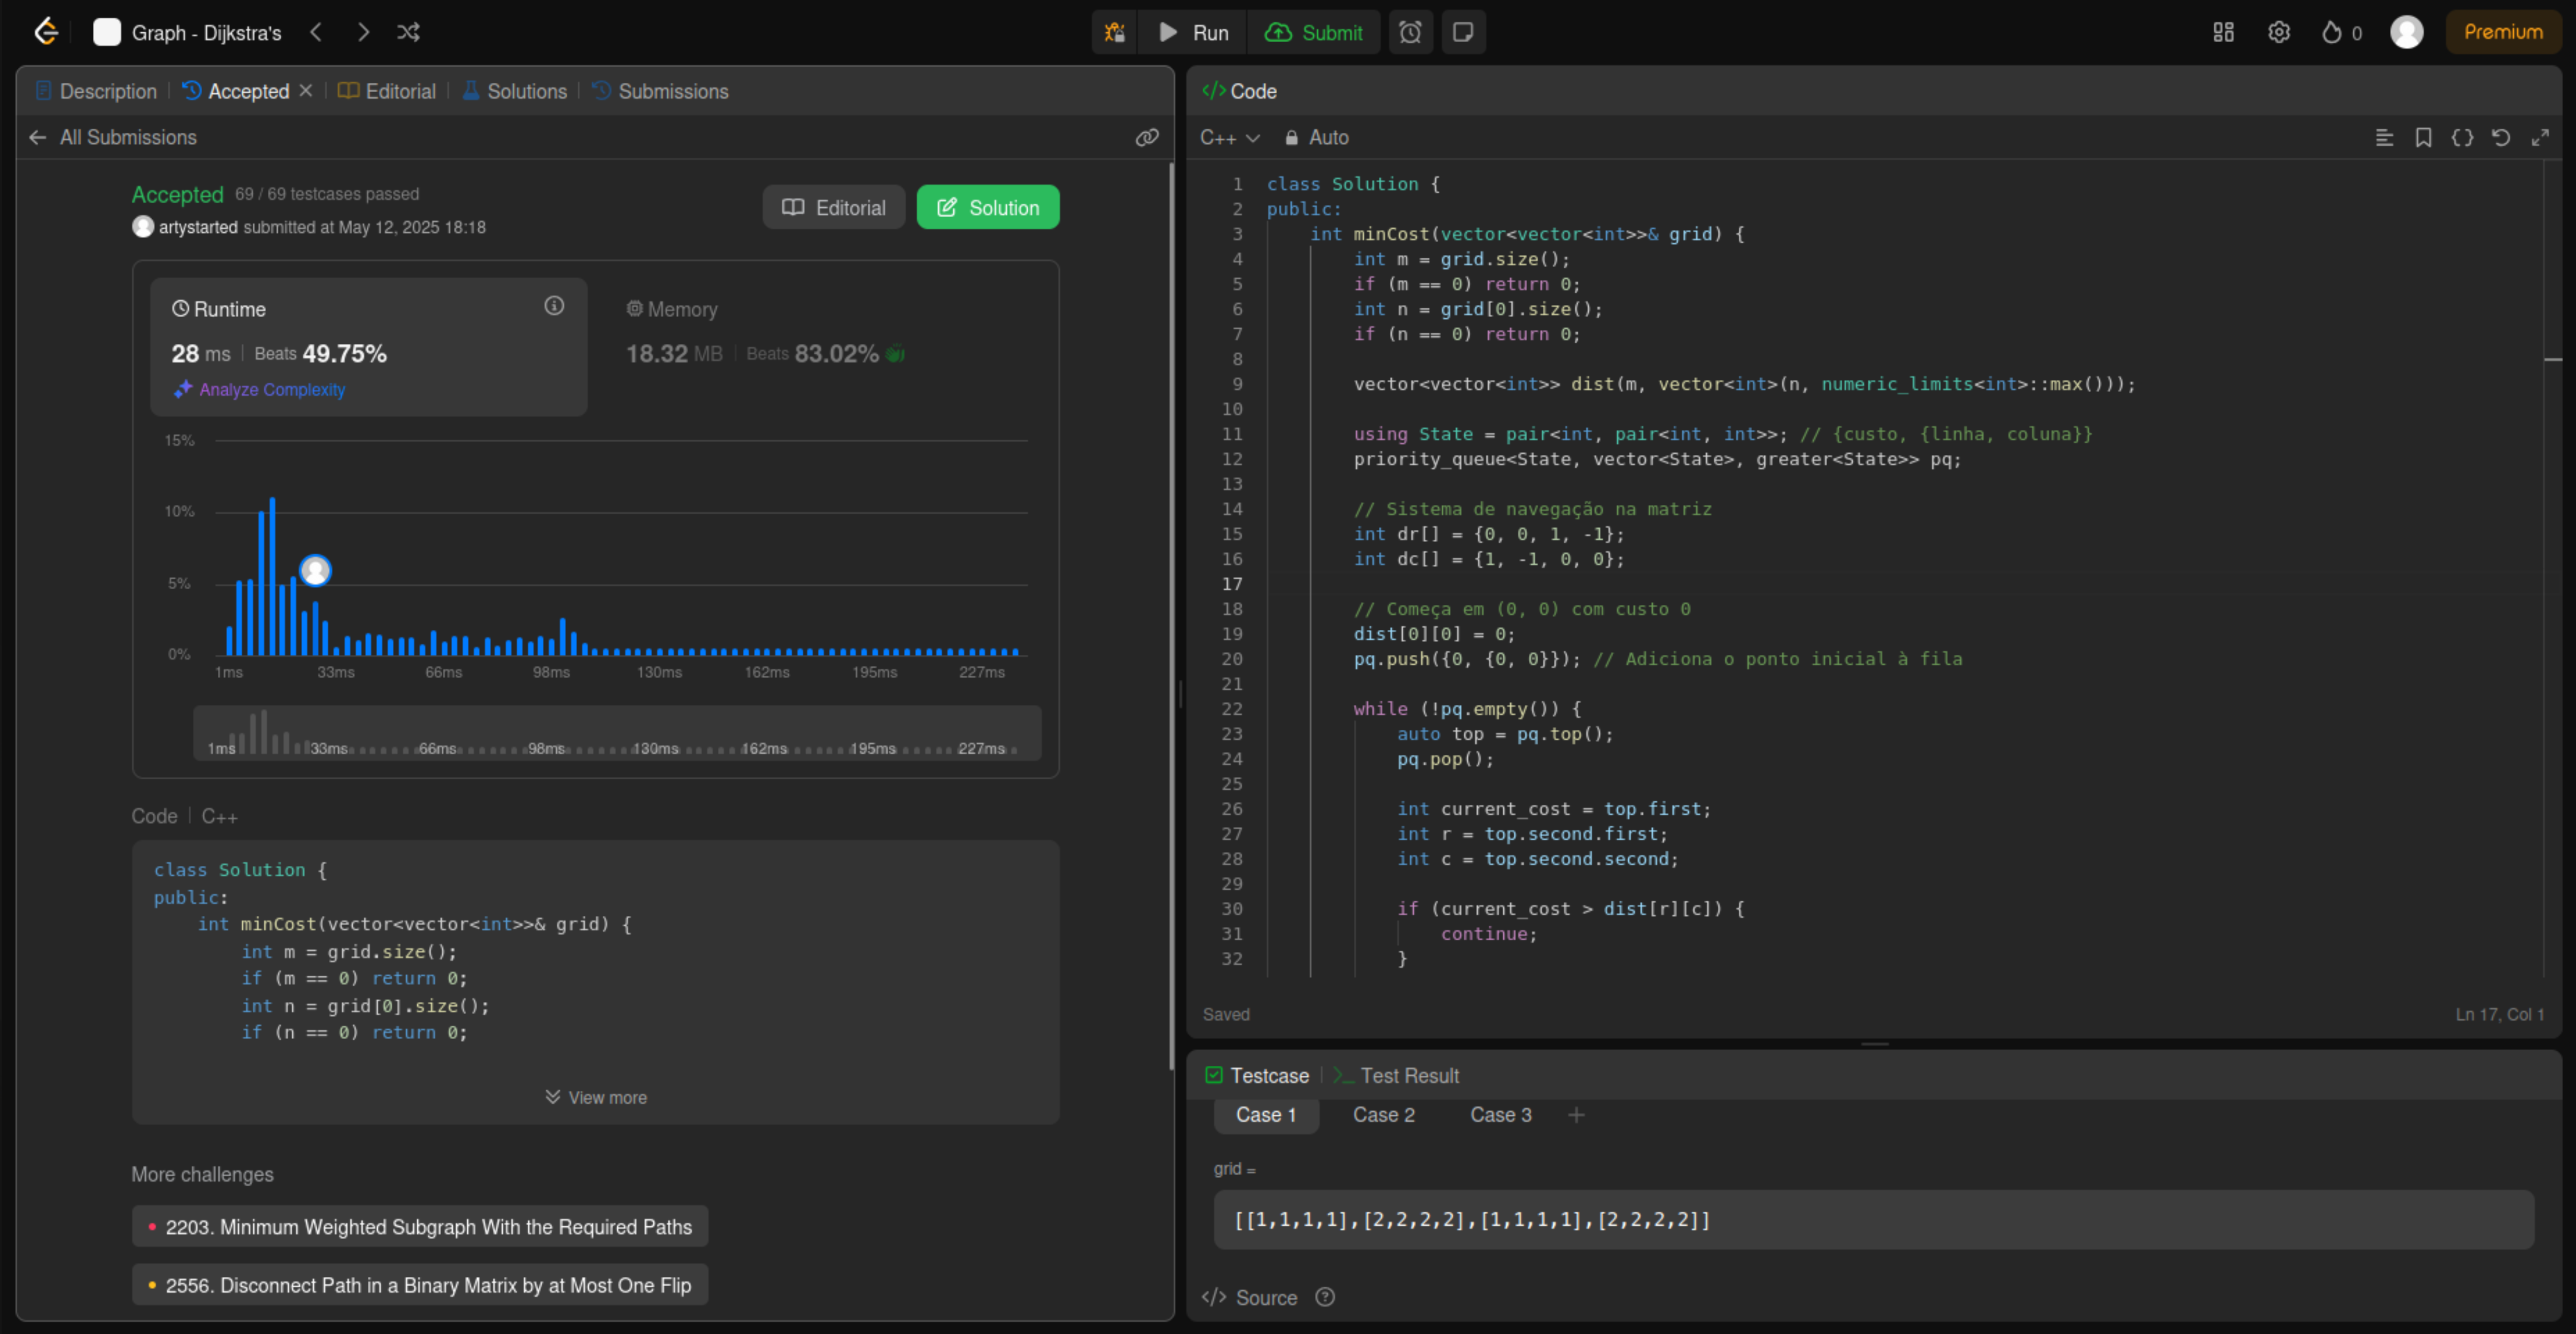 Graph - Dijkstra's
Run
Submit
0
Premium
Description
Accepted
Editorial
Solutions
Submissions
All Submissions
Accepted 69 / 69 testcases passed
artystarted submitted at May 12, 2025 18:18
Editorial
Solution
Runtime
28 ms | Beats 49.75%
Analyze Complexity
Memory
18.32 MB | Beats 83.02%
15%
10%
5%
0%
1ms 33ms 66ms 98ms 130ms 162ms 195ms 227ms
1ms 33ms 66ms 98ms 130ms 162ms 195ms 227ms
Code | C++
class Solution {
public:
    int minCost(vector<vector<int>>& grid) {
        int m = grid.size();
        if (m == 0) return 0;
        int n = grid[0].size();
        if (n == 0) return 0;
View more
More challenges
2203. Minimum Weighted Subgraph With the Required Paths
2556. Disconnect Path in a Binary Matrix by at Most One Flip
</> Code
C++ Auto
1 class Solution {
2 public:
3     int minCost(vector<vector<int>>& grid) {
4         int m = grid.size();
5         if (m == 0) return 0;
6         int n = grid[0].size();
7         if (n == 0) return 0;
8
9         vector<vector<int>> dist(m, vector<int>(n, numeric_limits<int>::max()));
10
11         using State = pair<int, pair<int, int>>; // {custo, {linha, coluna}}
12         priority_queue<State, vector<State>, greater<State>> pq;
13
14         // Sistema de navegação na matriz
15         int dr[] = {0, 0, 1, -1};
16         int dc[] = {1, -1, 0, 0};
17
18         // Começa em (0, 0) com custo 0
19         dist[0][0] = 0;
20         pq.push({0, {0, 0}}); // Adiciona o ponto inicial à fila
21
22         while (!pq.empty()) {
23             auto top = pq.top();
24             pq.pop();
25
26             int current_cost = top.first;
27             int r = top.second.first;
28             int c = top.second.second;
29
30             if (current_cost > dist[r][c]) {
31                 continue;
32             }
Saved
Ln 17, Col 1
Testcase
>_ Test Result
Case 1
Case 2
Case 3
+
grid =
[[1,1,1,1],[2,2,2,2],[1,1,1,1],[2,2,2,2]]
</> Source